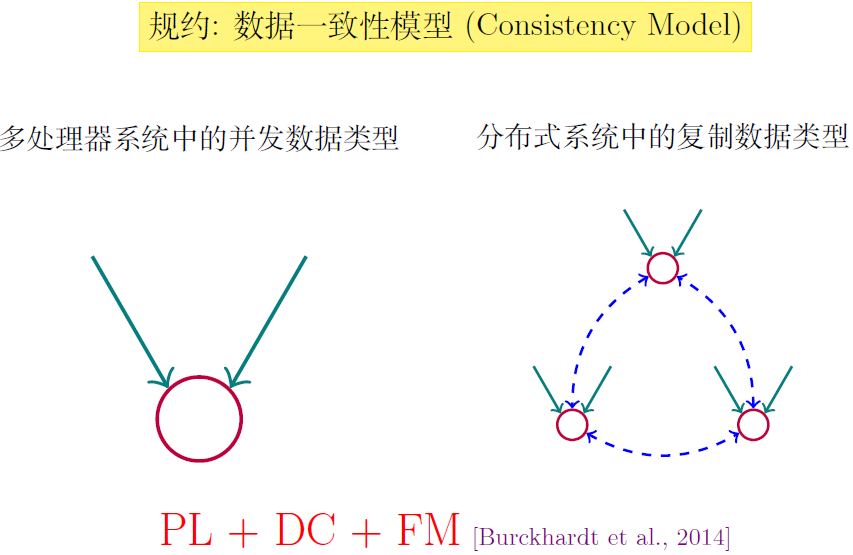 规约: 数据一致性模型 (Consistency Model)
多处理器系统中的并发数据类型
分布式系统中的复制数据类型
PL + DC + FM [Burckhardt et al., 2014]